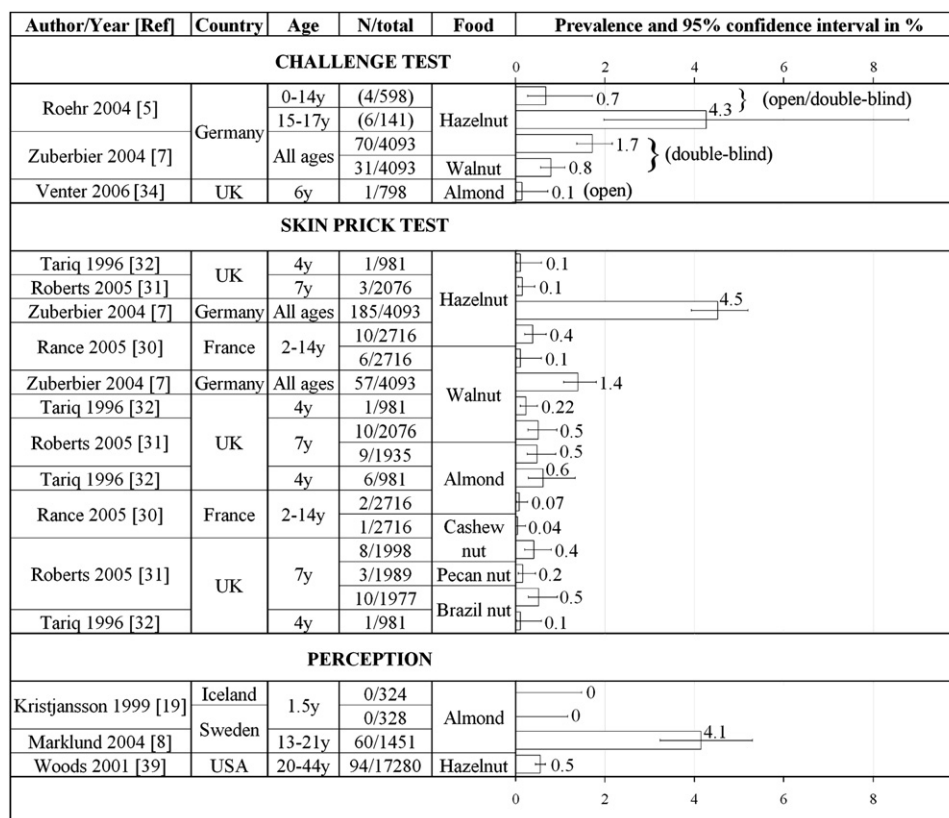 Author/Year [Ref] Country Age N/total Food Prevalence and 95% confidence interval in %
CHALLENGE TEST 0 2 4 6 8
Roehr 2004 [5] Germany 0-14y (4/598) Hazelnut 0.7 (open/double-blind)
15-17y (6/141) 4.3
Zuberbier 2004 [7] All ages 70/4093 1.7 (double-blind)
31/4093 Walnut 0.8
Venter 2006 [34] UK 6y 1/798 Almond 0.1 (open)
SKIN PRICK TEST
Tariq 1996 [32] UK 4y 1/981 Hazelnut 0.1
Roberts 2005 [31] 7y 3/2076 0.1
Zuberbier 2004 [7] Germany All ages 185/4093 4.5
Rance 2005 [30] France 2-14y 10/2716 0.4
6/2716 Walnut 0.1
Zuberbier 2004 [7] Germany All ages 57/4093 1.4
Tariq 1996 [32] UK 4y 1/981 0.22
Roberts 2005 [31] 7y 10/2076 0.5
9/1935 Almond 0.5
Tariq 1996 [32] 4y 6/981 0.6
Rance 2005 [30] France 2-14y 2/2716 0.07
1/2716 Cashew nut 0.04
Roberts 2005 [31] UK 7y 8/1998 0.4
3/1989 Pecan nut 0.2
10/1977 Brazil nut 0.5
Tariq 1996 [32] 4y 1/981 0.1
PERCEPTION
Kristjansson 1999 [19] Iceland 1.5y 0/324 Almond 0
Sweden 0/328 0
Marklund 2004 [8] 13-21y 60/1451 4.1
Woods 2001 [39] USA 20-44y 94/17280 Hazelnut 0.5
0 2 4 6 8